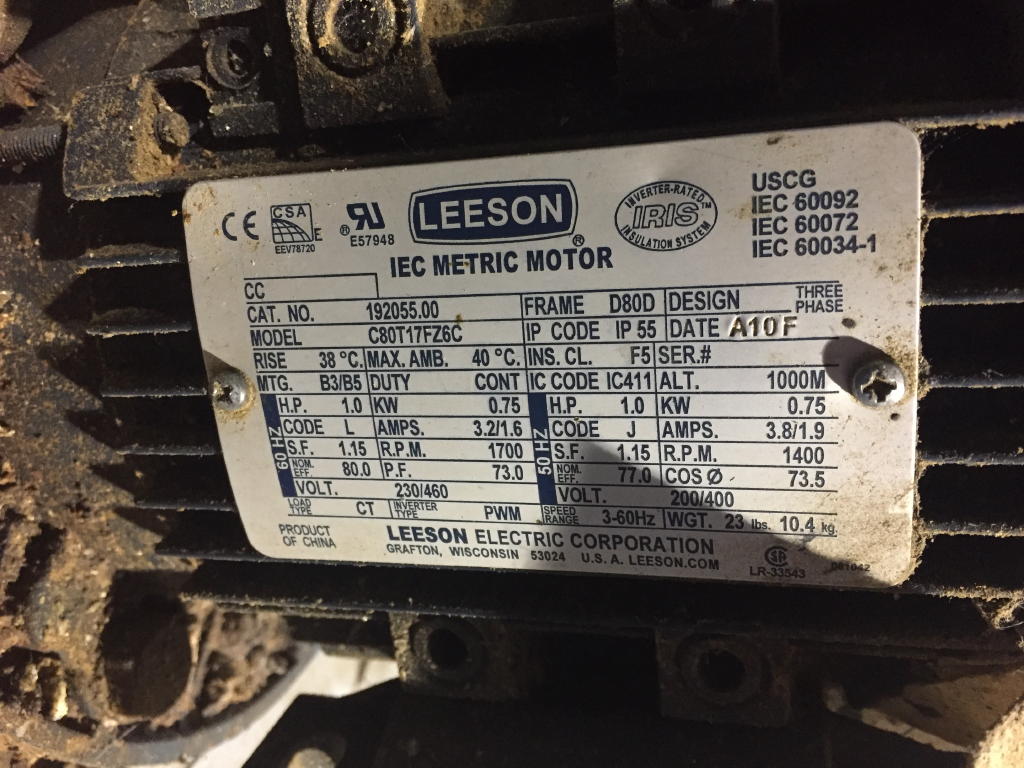 CE CSA E EEV78720 ® RU E57948 LEESON ® INVERTER-RATED IRIS INSULATION SYSTEM
USCG
IEC 60092
IEC 60072
IEC 60034-1
IEC METRIC MOTOR
CC
CAT. NO. 192055.00 FRAME D80D DESIGN THREE PHASE
MODEL C80T17FZ6C IP CODE IP 55 DATE A10F
RISE 38 °C. MAX. AMB. 40 °C. INS. CL. F5 SER.#
MTG. B3/B5 DUTY CONT IC CODE IC411 ALT. 1000M
60 HZ H.P. 1.0 KW 0.75 50 HZ H.P. 1.0 KW 0.75
CODE L AMPS. 3.2/1.6 CODE J AMPS. 3.8/1.9
S.F. 1.15 R.P.M. 1700 S.F. 1.15 R.P.M. 1400
NOM. EFF. 80.0 P.F. 73.0 NOM. EFF. 77.0 COS Ø 73.5
VOLT. 230/460 VOLT. 200/400
LOAD TYPE CT INVERTER TYPE PWM SPEED RANGE 3-60Hz WGT. 23 lbs. 10.4 kg.
PRODUCT OF CHINA LEESON ELECTRIC CORPORATION
GRAFTON, WISCONSIN 53024 U.S.A. LEESON.COM SA LR-33543 081042